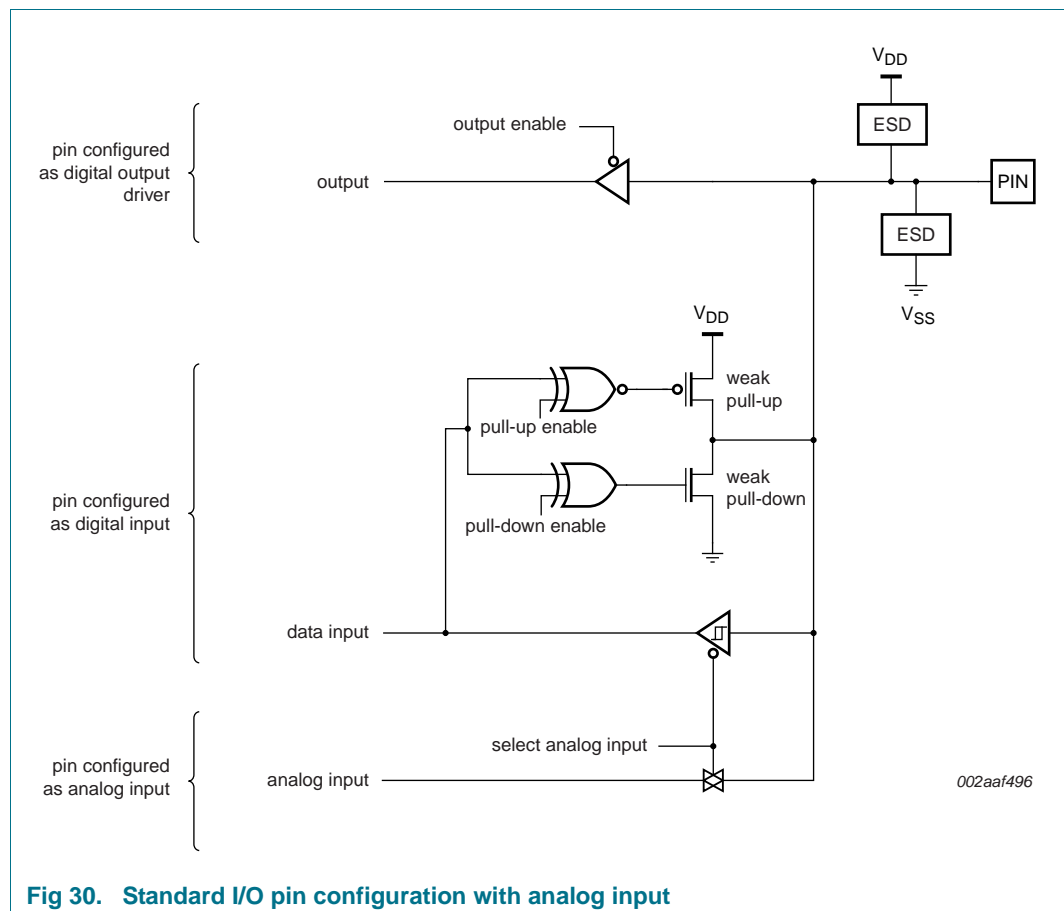 V_DD
ESD
output enable
pin configured
as digital output
driver
output
PIN
ESD
V_SS
V_DD
weak
pull-up
pull-up enable
pin configured
as digital input
weak
pull-down
pull-down enable
data input
select analog input
pin configured
as analog input
analog input
002aaf496
Fig 30. Standard I/O pin configuration with analog input